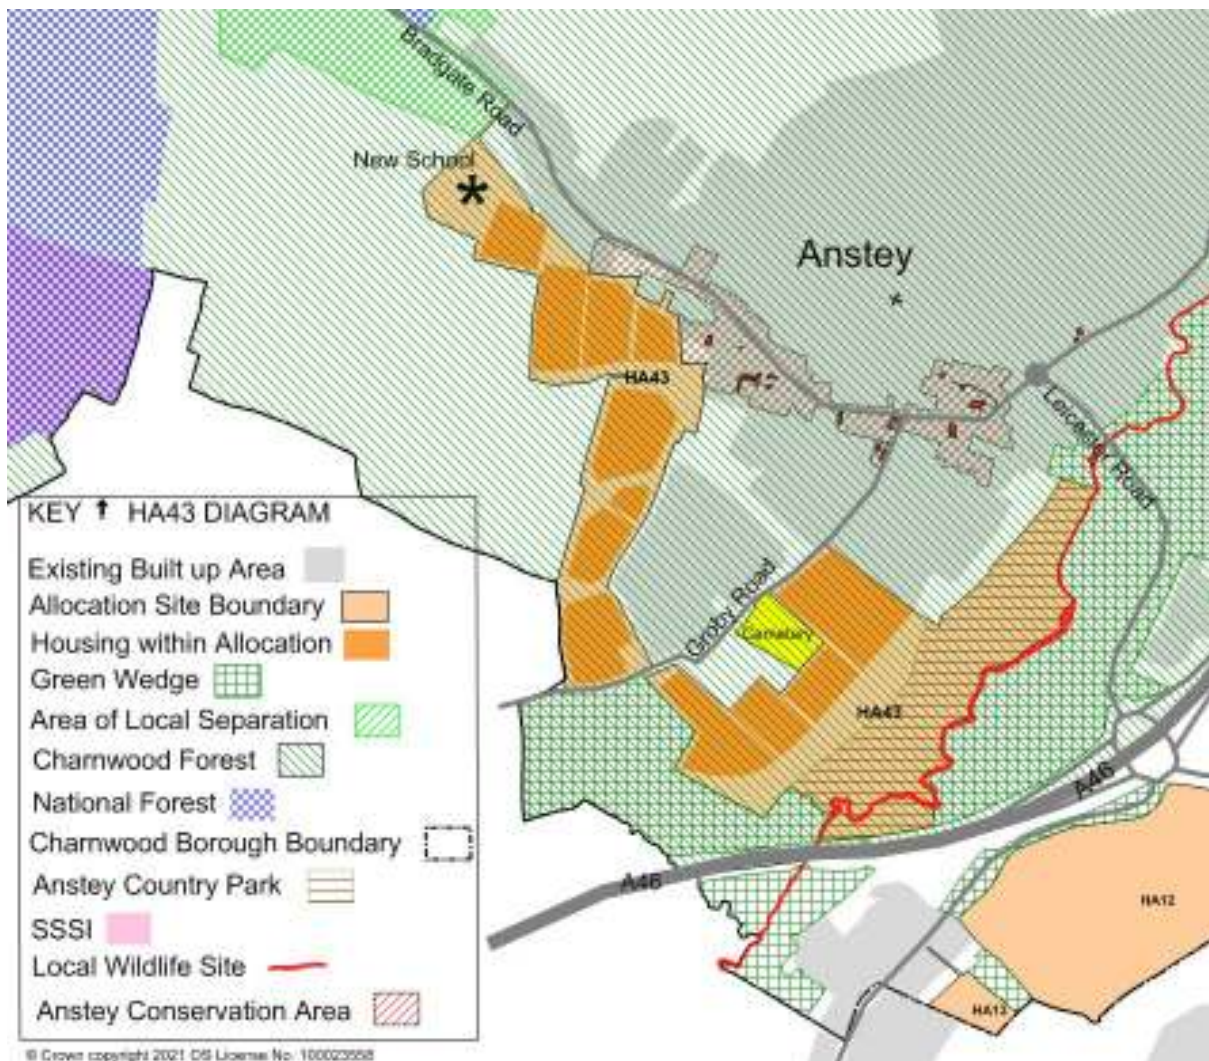 Bradgate Road
New School
Anstey
HA43
Leicester Road
Groby Road
Cemetery
HA43
A46
A46
HA12
HA13
KEY HA43 DIAGRAM
Existing Built up Area
Allocation Site Boundary
Housing within Allocation
Green Wedge
Area of Local Separation
Charnwood Forest
National Forest
Charnwood Borough Boundary
Anstey Country Park
SSSI
Local Wildlife Site
Anstey Conservation Area
© Crown copyright 2021 OS License No. 100023558